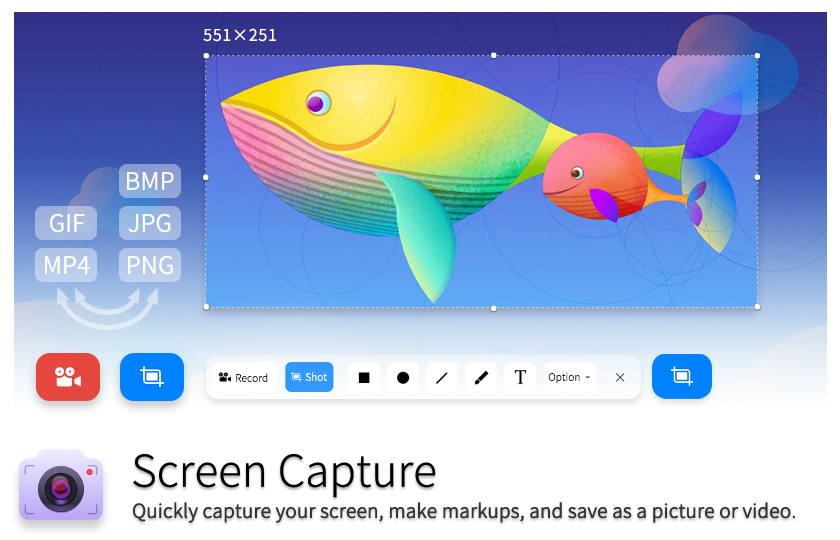 551×251
BMP
GIF JPG
MP4 PNG
Record Shot T Option
Screen Capture
Quickly capture your screen, make markups, and save as a picture or video.